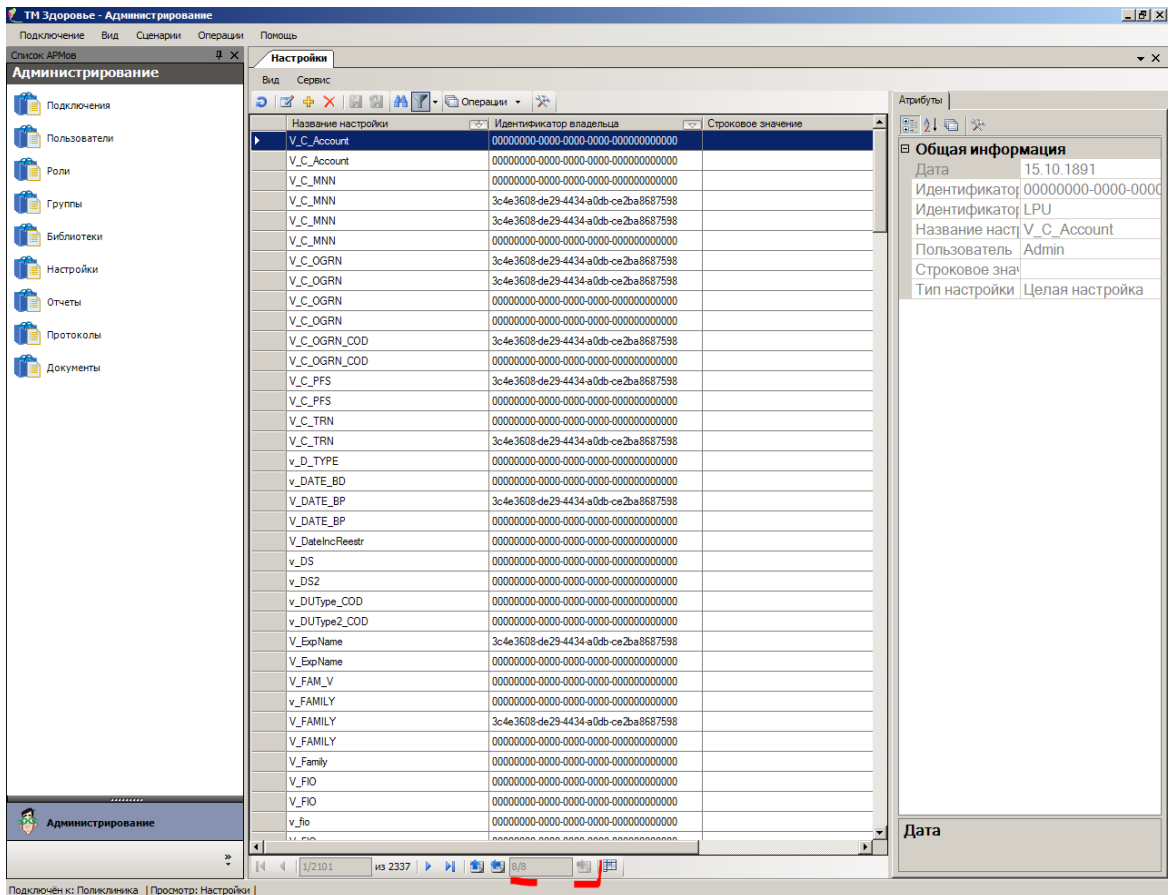 ТМ Здоровье - Администрирование
Подключение Вид Сценарии Операции Помощь
Список АРМов
Администрирование
Подключения
Пользователи
Роли
Группы
Библиотеки
Настройки
Отчеты
Протоколы
Документы
Администрирование
Настройки
Вид Сервис
Операции
Название настройки Идентификатор владельца Строковое значение
V_C_Account 00000000-0000-0000-0000-000000000000
V_C_Account 00000000-0000-0000-0000-000000000000
V_C_MNN 00000000-0000-0000-0000-000000000000
V_C_MNN 3c4e3608-de29-4434-a0db-ce2ba8687598
V_C_MNN 3c4e3608-de29-4434-a0db-ce2ba8687598
V_C_MNN 00000000-0000-0000-0000-000000000000
V_C_OGRN 3c4e3608-de29-4434-a0db-ce2ba8687598
V_C_OGRN 3c4e3608-de29-4434-a0db-ce2ba8687598
V_C_OGRN 00000000-0000-0000-0000-000000000000
V_C_OGRN 00000000-0000-0000-0000-000000000000
V_C_OGRN_COD 3c4e3608-de29-4434-a0db-ce2ba8687598
V_C_OGRN_COD 00000000-0000-0000-0000-000000000000
V_C_PFS 3c4e3608-de29-4434-a0db-ce2ba8687598
V_C_PFS 00000000-0000-0000-0000-000000000000
V_C_TRN 00000000-0000-0000-0000-000000000000
V_C_TRN 3c4e3608-de29-4434-a0db-ce2ba8687598
v_D_TYPE 00000000-0000-0000-0000-000000000000
v_DATE_BD 00000000-0000-0000-0000-000000000000
V_DATE_BP 3c4e3608-de29-4434-a0db-ce2ba8687598
V_DATE_BP 00000000-0000-0000-0000-000000000000
V_DateIncReestr 00000000-0000-0000-0000-000000000000
v_DS 00000000-0000-0000-0000-000000000000
v_DS2 00000000-0000-0000-0000-000000000000
v_DUType_COD 00000000-0000-0000-0000-000000000000
v_DUType2_COD 00000000-0000-0000-0000-000000000000
V_ExpName 3c4e3608-de29-4434-a0db-ce2ba8687598
V_ExpName 00000000-0000-0000-0000-000000000000
V_FAM_V 00000000-0000-0000-0000-000000000000
v_FAMILY 00000000-0000-0000-0000-000000000000
V_FAMILY 3c4e3608-de29-4434-a0db-ce2ba8687598
V_FAMILY 00000000-0000-0000-0000-000000000000
V_Family 00000000-0000-0000-0000-000000000000
V_FIO 00000000-0000-0000-0000-000000000000
V_FIO 00000000-0000-0000-0000-000000000000
v_fio 00000000-0000-0000-0000-000000000000
1/2101 из 2337 8/8
Атрибуты
Общая информация
Дата 15.10.1891
Идентификатор 00000000-0000-0000
Идентификатор LPU
Название наст V_C_Account
Пользователь Admin
Строковое знач
Тип настройки Целая настройка
Дата
Подключён к: Поликлиника | Просмотр: Настройки |